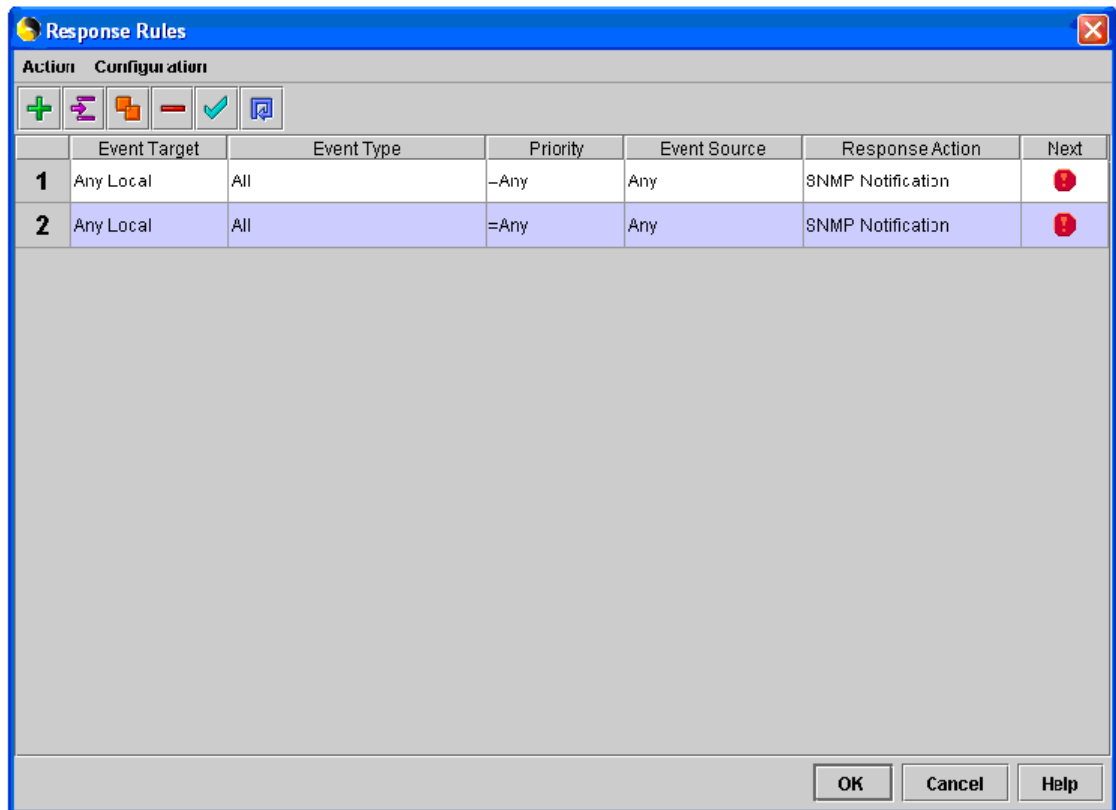 Response Rules
Action Configuration
Event Target Event Type Priority Event Source Response Action Next
1 Any Local All =Any Any SNMP Notification
2 Any Local All =Any Any SNMP Notification
OK Cancel Help